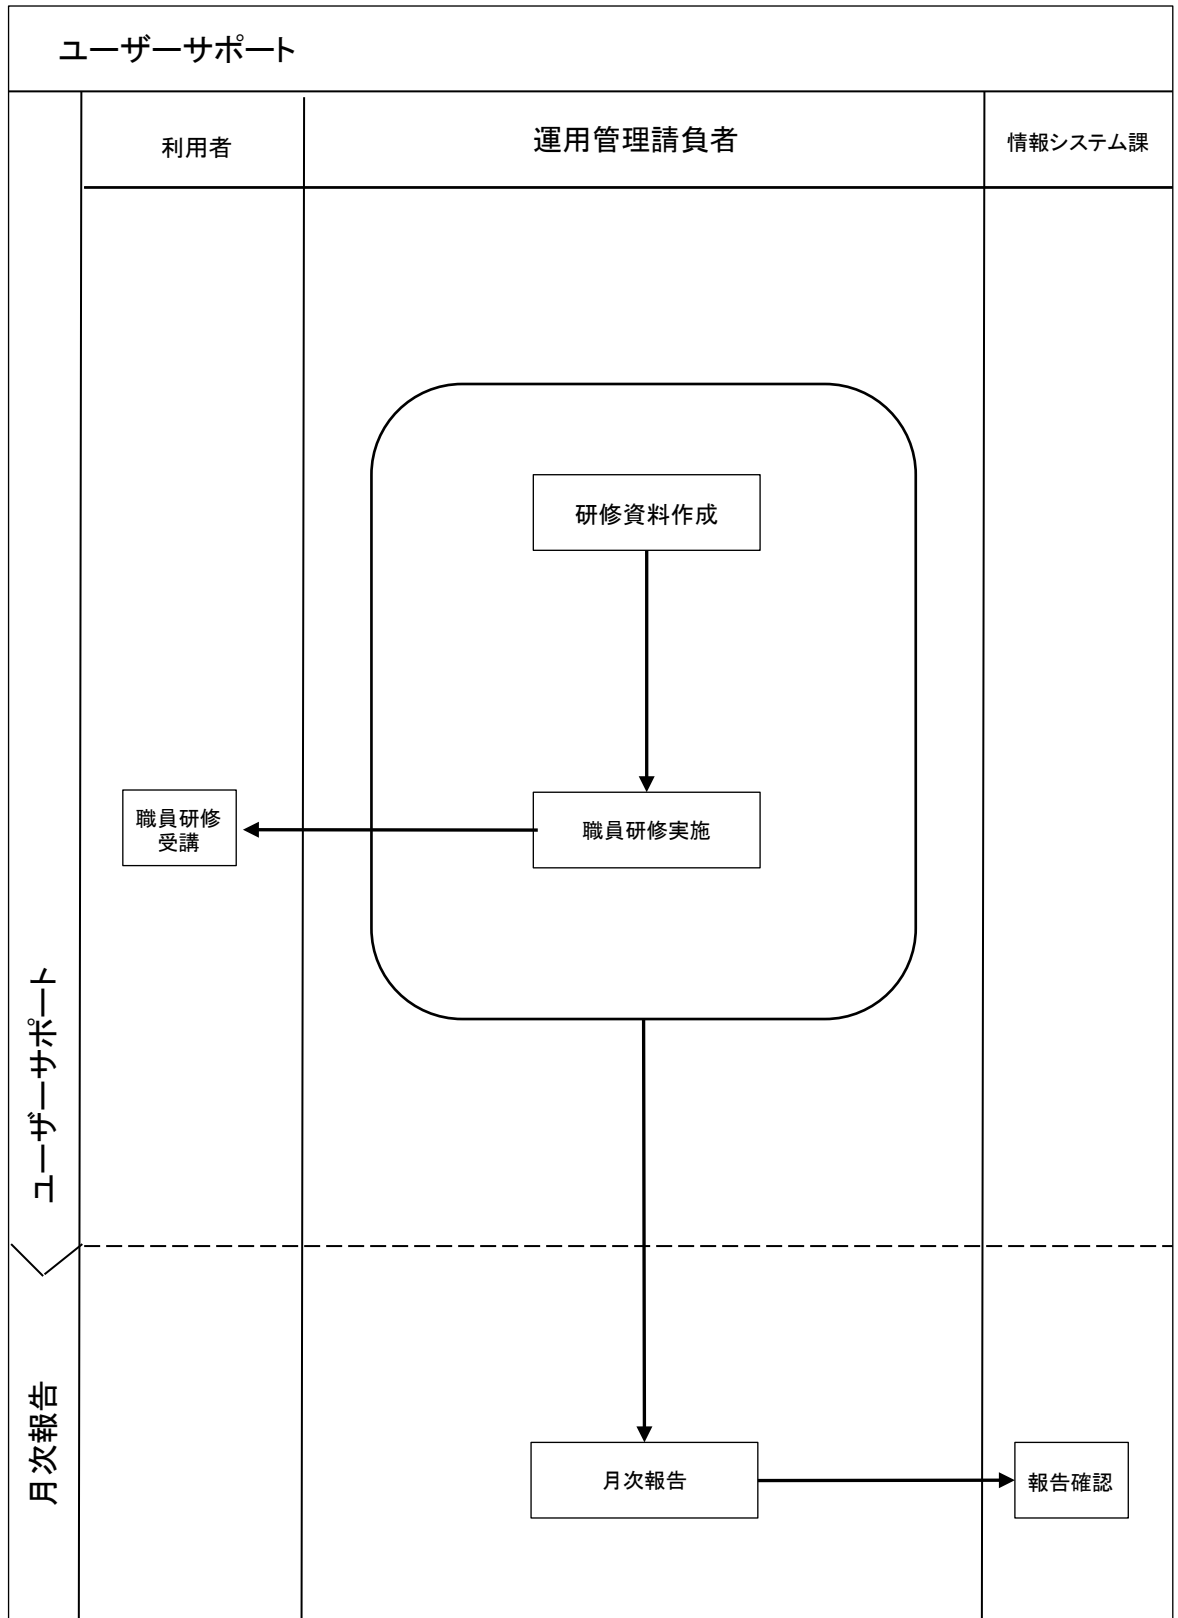 ユーザーサポート
利用者
運用管理請負者
情報システム課
研修資料作成
職員研修
受講
職員研修実施
ユーザーサポート
月次報告
月次報告
報告確認